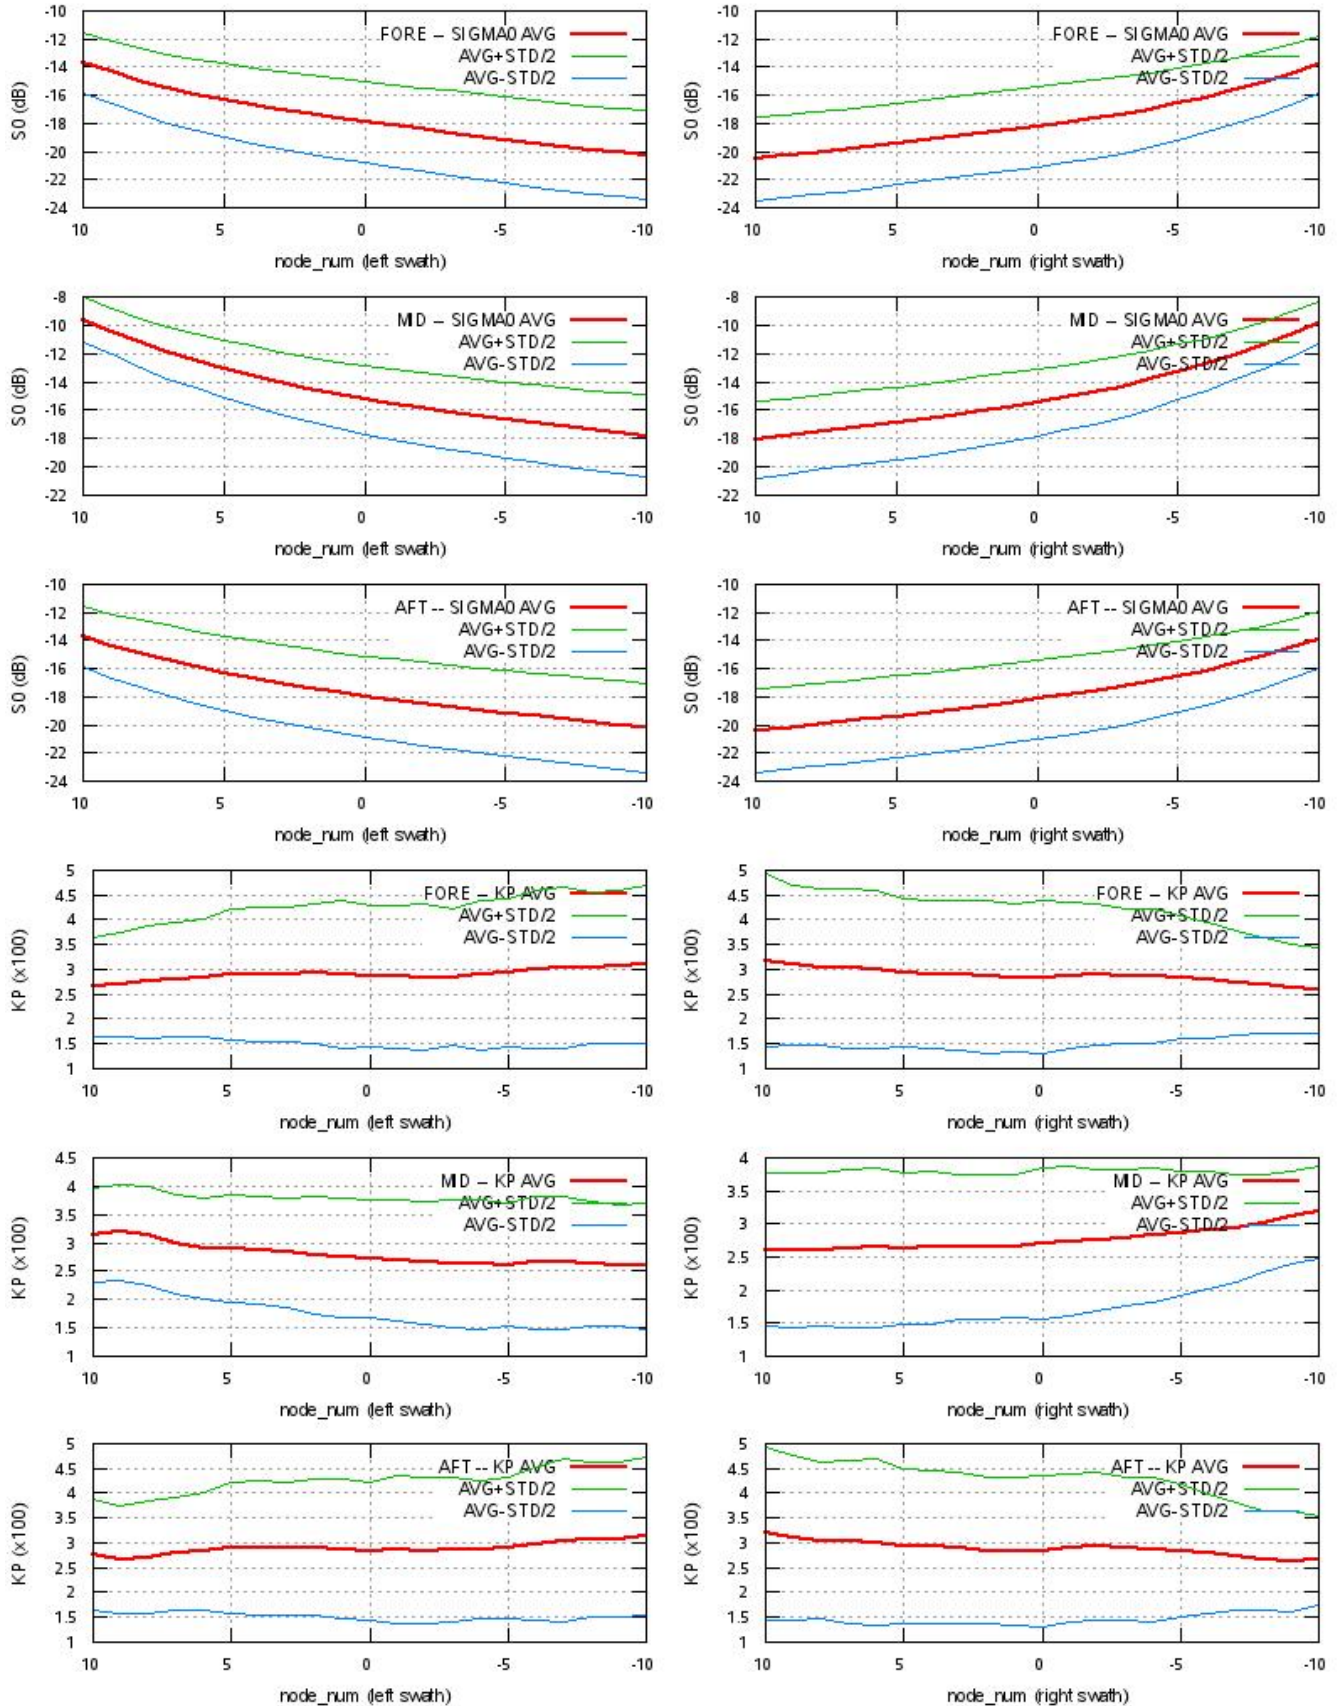 -10
-12
-14
-16
-18
-20
-22
-24
S0 (dB)
FORE -- SIGMA0 AVG
AVG+STD/2
AVG-STD/2
10 5 0 -5 -10
node_num (left swath)
-10
-12
-14
-16
-18
-20
-22
-24
S0 (dB)
FORE -- SIGMA0 AVG
AVG+STD/2
AVG-STD/2
10 5 0 -5 -10
node_num (right swath)
-8
-10
-12
-14
-16
-18
-20
-22
S0 (dB)
MID -- SIGMA0 AVG
AVG+STD/2
AVG-STD/2
10 5 0 -5 -10
node_num (left swath)
-8
-10
-12
-14
-16
-18
-20
-22
S0 (dB)
MID -- SIGMA0 AVG
AVG+STD/2
AVG-STD/2
10 5 0 -5 -10
node_num (right swath)
-10
-12
-14
-16
-18
-20
-22
-24
S0 (dB)
AFT -- SIGMA0 AVG
AVG+STD/2
AVG-STD/2
10 5 0 -5 -10
node_num (left swath)
-10
-12
-14
-16
-18
-20
-22
-24
S0 (dB)
AFT -- SIGMA0 AVG
AVG+STD/2
AVG-STD/2
10 5 0 -5 -10
node_num (right swath)
5
4.5
4
3.5
3
2.5
2
1.5
1
KP (x100)
FORE -- KP AVG
AVG+STD/2
AVG-STD/2
10 5 0 -5 -10
node_num (left swath)
5
4.5
4
3.5
3
2.5
2
1.5
1
KP (x100)
FORE -- KP AVG
AVG+STD/2
AVG-STD/2
10 5 0 -5 -10
node_num (right swath)
4.5
4
3.5
3
2.5
2
1.5
1
KP (x100)
MID -- KP AVG
AVG+STD/2
AVG-STD/2
10 5 0 -5 -10
node_num (left swath)
4
3.5
3
2.5
2
1.5
1
KP (x100)
MID -- KP AVG
AVG+STD/2
AVG-STD/2
10 5 0 -5 -10
node_num (right swath)
5
4.5
4
3.5
3
2.5
2
1.5
1
KP (x100)
AFT -- KP AVG
AVG+STD/2
AVG-STD/2
10 5 0 -5 -10
node_num (left swath)
5
4.5
4
3.5
3
2.5
2
1.5
1
KP (x100)
AFT -- KP AVG
AVG+STD/2
AVG-STD/2
10 5 0 -5 -10
node_num (right swath)